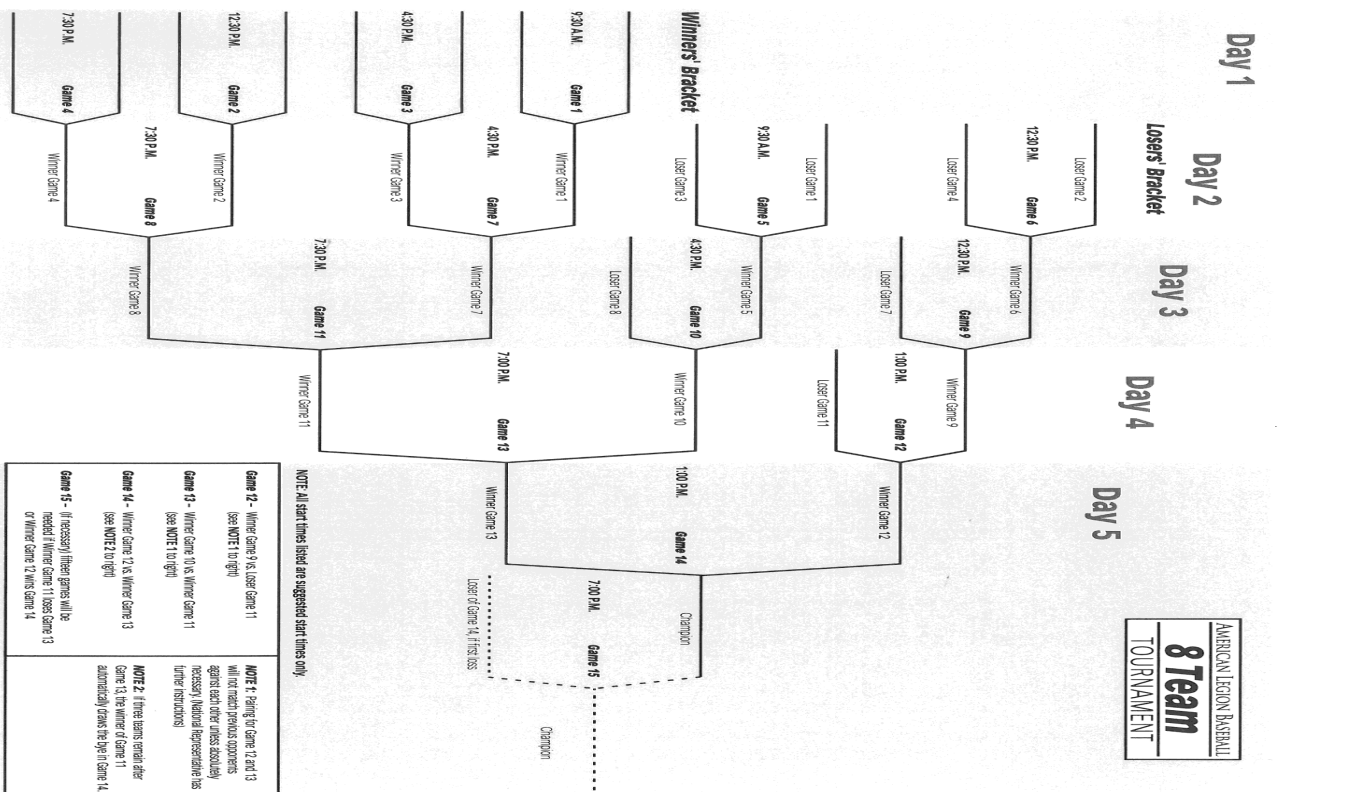 Day 1
Day 2
Day 3
Day 4
Day 5
AMERICAN LEGION BASEBALL
8 Team
TOURNAMENT
Losers' Bracket
Loser Game 2
12:30 P.M. Game 6
Loser Game 4
Winner Game 6
12:30 P.M. Game 9
Loser Game 7
Winner Game 9
1:00 P.M. Game 12
Loser Game 11
Winner Game 12
Loser Game 1
9:30 A.M. Game 5
Loser Game 3
Winner Game 5
4:30 P.M. Game 10
Loser Game 8
Winner Game 10
1:00 P.M. Game 14
Champion
Winners' Bracket
9:30 A.M. Game 1
Winner Game 1
4:30 P.M. Game 7
Winner Game 3
4:30 P.M. Game 3
Winner Game 7
7:00 P.M. Game 13
Winner Game 13
7:00 P.M. Game 15
Loser of Game 14, if first loss
Champion
12:30 P.M. Game 2
Winner Game 2
7:30 P.M. Game 8
Winner Game 4
7:30 P.M. Game 4
Winner Game 8
7:30 P.M. Game 11
Winner Game 11
NOTE: All start times listed are suggested start times only.
Game 12 – Winner Game 9 vs. Loser Game 11
(see NOTE 1 to right)
Game 13 – Winner Game 10 vs. Winner Game 11
(see NOTE 1 to right)
Game 14 – Winner Game 12 vs. Winner Game 13
(see NOTE 2 to right)
Game 15 – (if necessary) fifteen games will be
needed if Winner Game 11 loses Game 13
or Winner Game 12 wins Game 14
NOTE 1: Pairing for Game 12 and 13
will not match previous opponents
against each other unless absolutely
necessary. (National Representative has
further instructions)
NOTE 2: If three teams remain after
Game 13, the winner of Game 11
automatically draws the bye in Game 14.